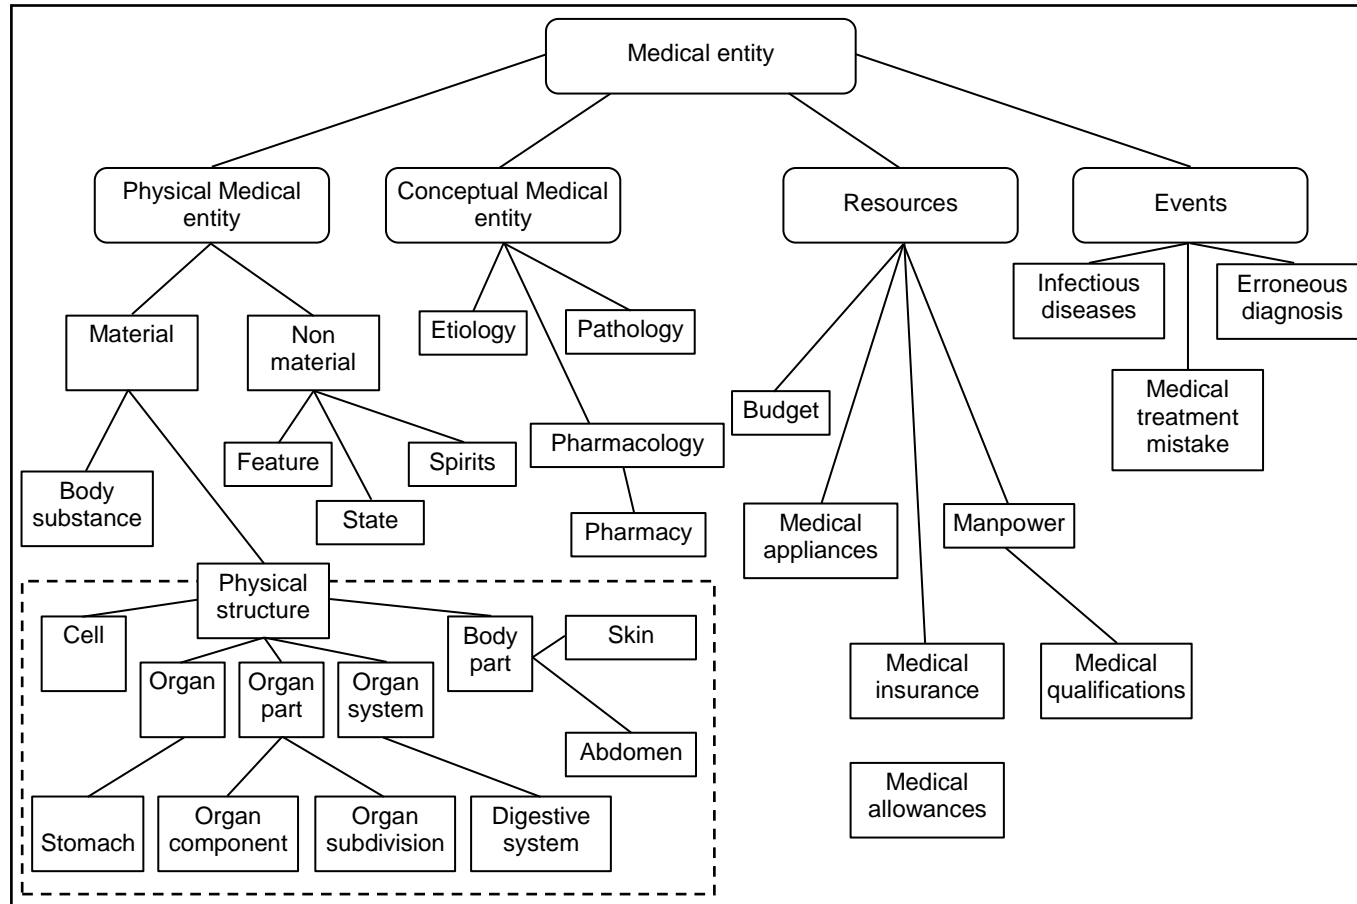 Medical entity
Physical Medical
entity
Conceptual Medical
entity
Resources
Events
Material
Non
material
Etiology
Pathology
Infectious
diseases
Erroneous
diagnosis
Budget
Medical
treatment
mistake
Feature
Spirits
Pharmacology
Body
substance
State
Pharmacy
Medical
appliances
Manpower
Physical
structure
Cell
Organ
Organ
part
Organ
system
Body
part
Skin
Abdomen
Medical
insurance
Medical
qualifications
Stomach
Organ
component
Organ
subdivision
Digestive
system
Medical
allowances